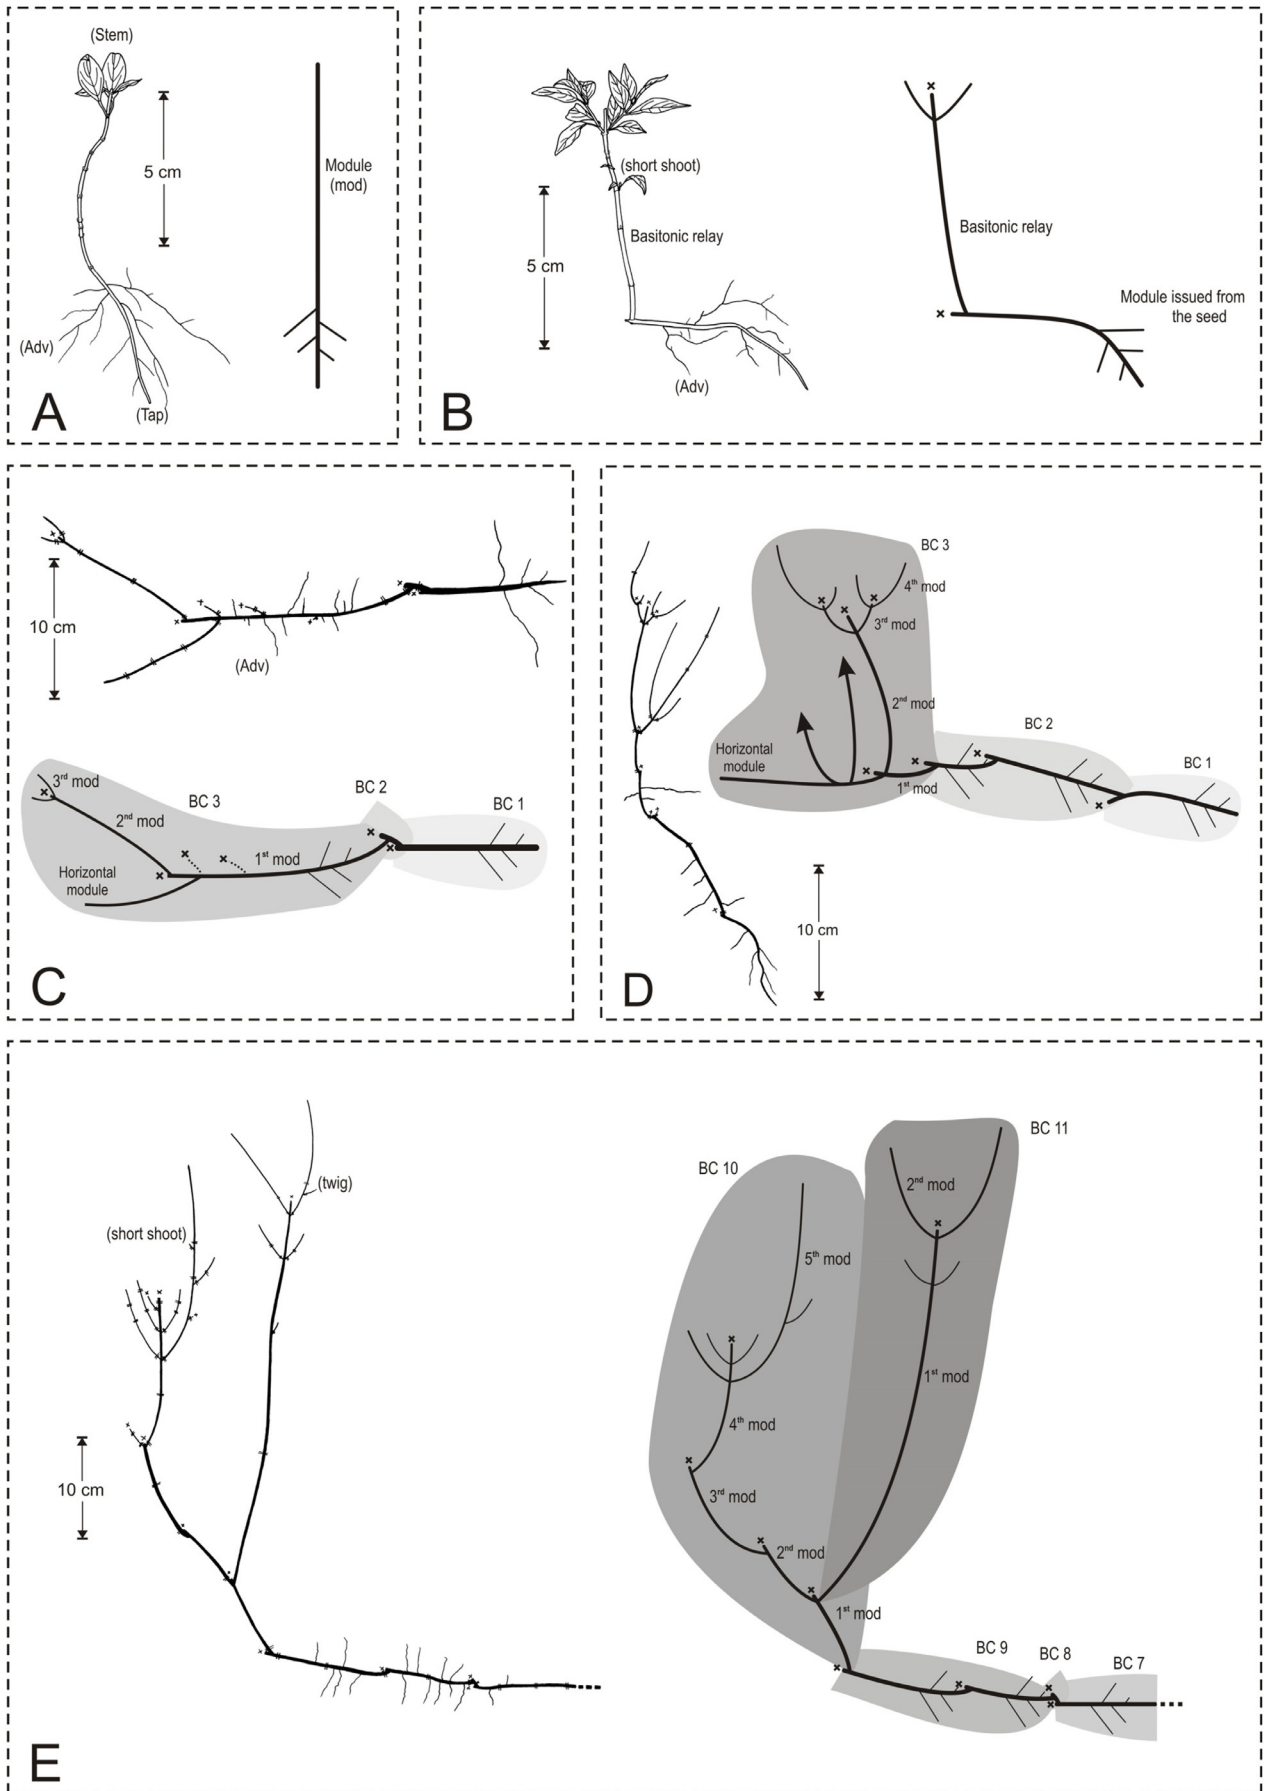 (Stem)
5 cm
Module
(mod)
(Adv)
(Tap)
A
(short shoot)
Basitonic relay
5 cm
(Adv)
Basitonic relay
Module issued from
the seed
B
10 cm
(Adv)
3rd mod
2nd mod
BC 3
BC 2
BC 1
1st mod
Horizontal
module
C
BC 3
4th mod
3rd mod
2nd mod
BC 2
Horizontal
module
BC 1
1st mod
10 cm
D
(twig)
(short shoot)
10 cm
BC 11
BC 10
2nd mod
5th mod
1st mod
4th mod
3rd mod
2nd mod
1st mod
BC 9
BC 8
BC 7
E